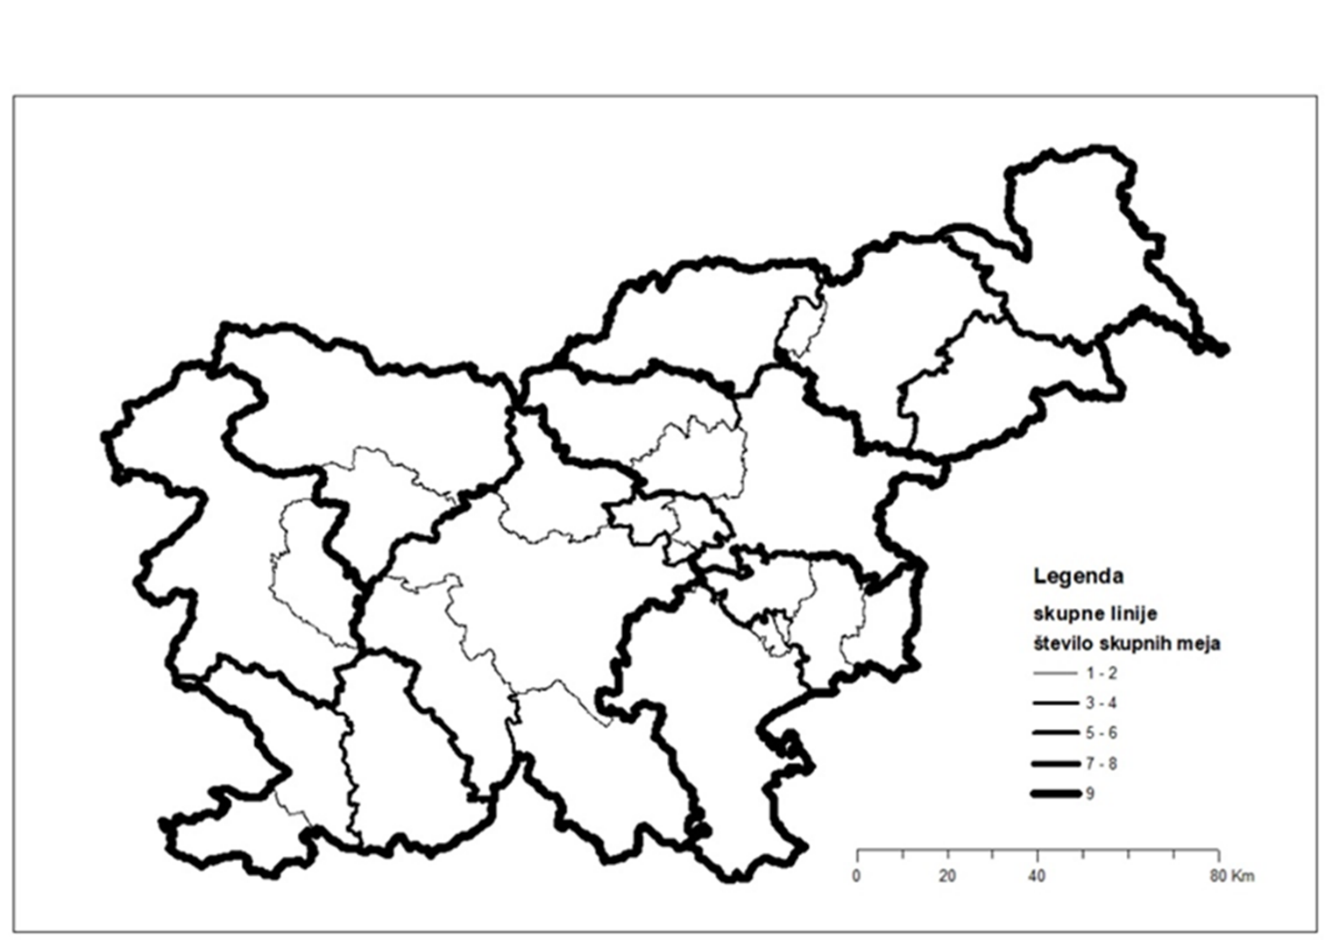 Legenda
skupne linije
število skupnih meja
1 - 2
3 - 4
5 - 6
7 - 8
9
0 20 40 80 Km